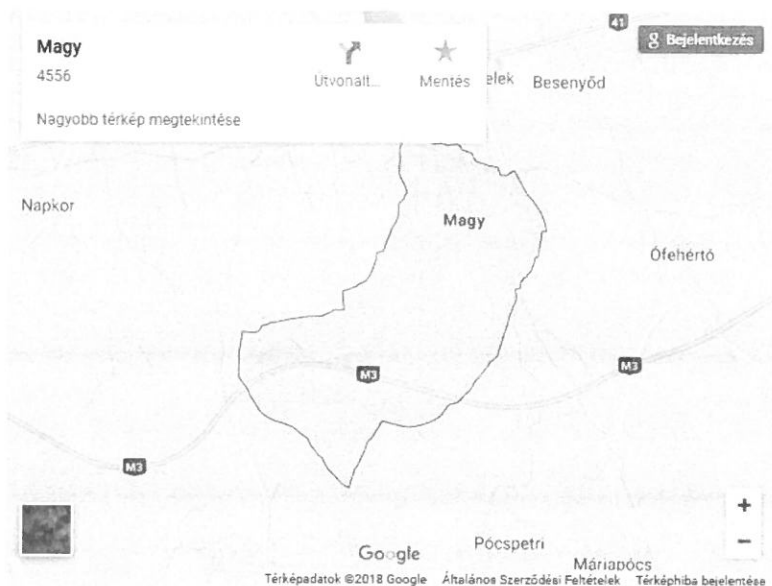 Magy
4556
Útvonalt...
Mentés
Nagyobb térkép megtekintése
41
g Bejelentkezés
elek
Besenyőd
Napkor
Magy
Ófehértó
M3
M3
M3
Pócspetri
Máriapócs
Google
Térképadatok ©2018 Google Általános Szerződési Feltételek Térképhiba bejelentése
+
−